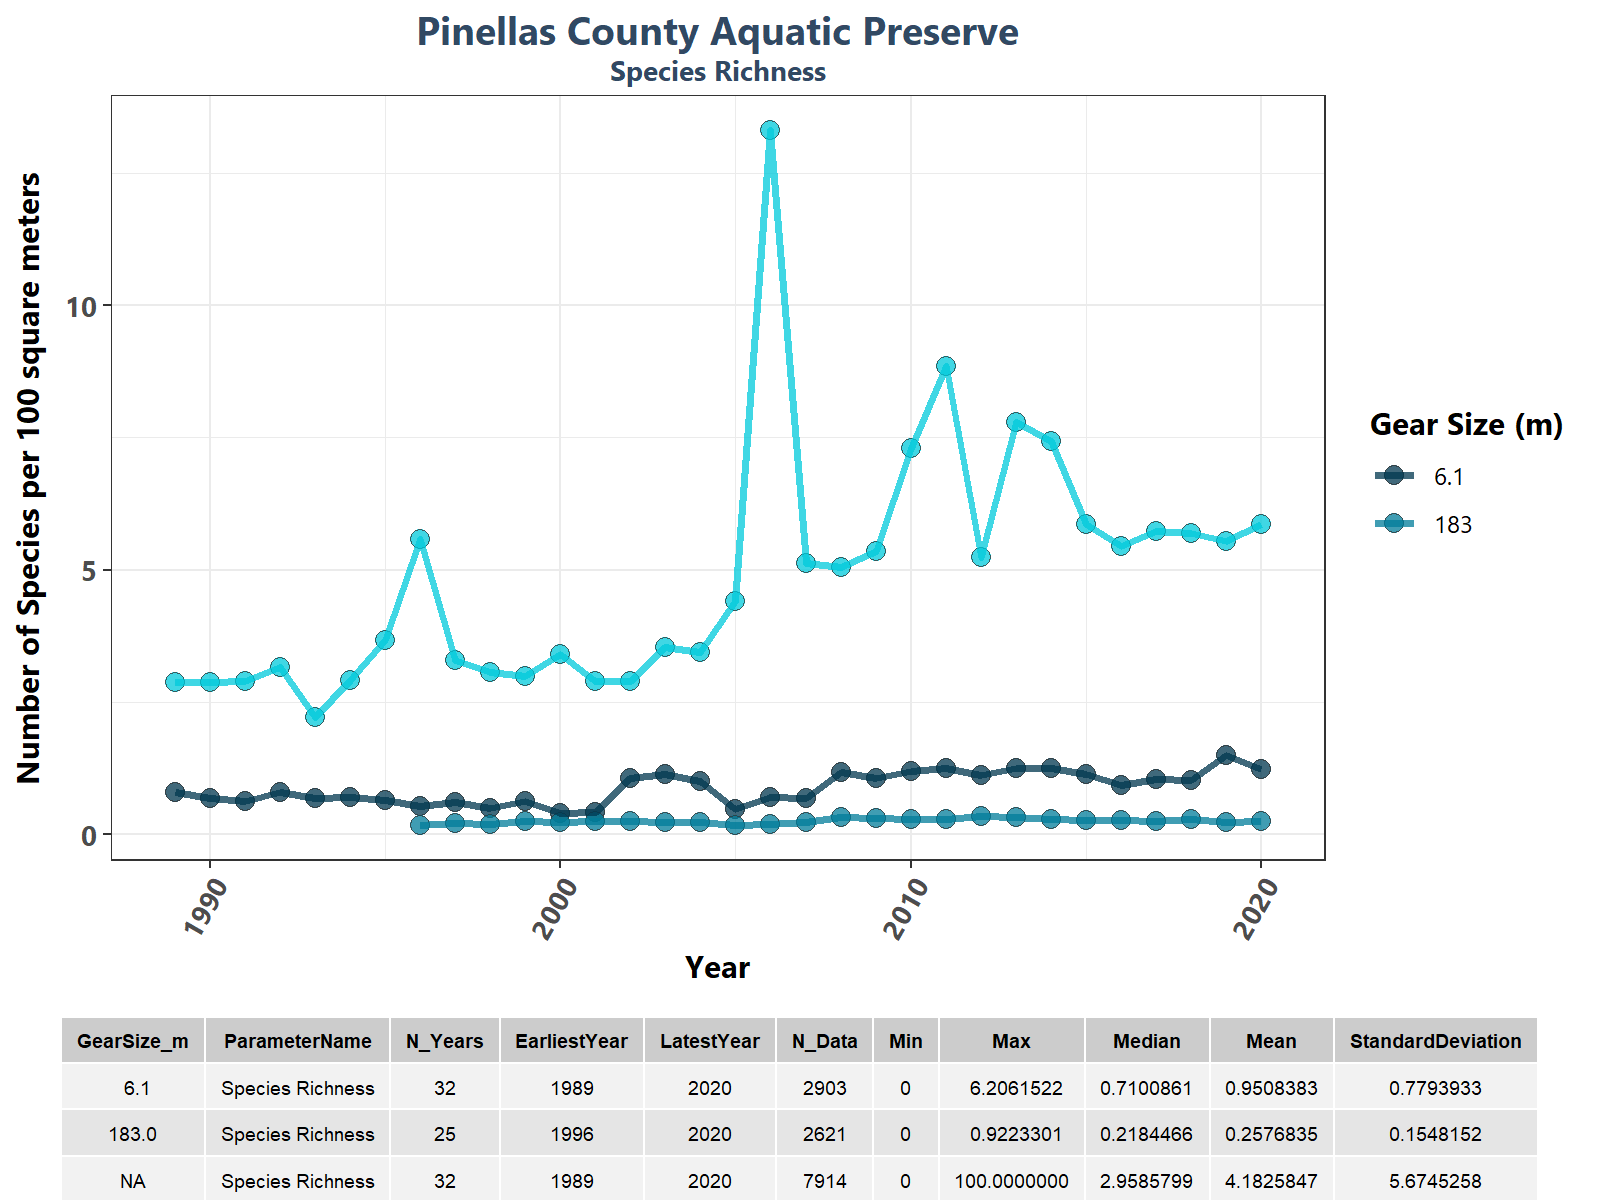 Pinellas County Aquatic Preserve
Species Richness
Number of Species per 100 square meters
10
5
0
1990
2000
2010
2020
Year
Gear Size (m)
6.1
183
GearSize_m ParameterName N_Years EarliestYear LatestYear N_Data Min Max Median Mean StandardDeviation
6.1 Species Richness 32 1989 2020 2903 0 6.2061522 0.7100861 0.9508383 0.7793933
183.0 Species Richness 25 1996 2020 2621 0 0.9223301 0.2184466 0.2576835 0.1548152
NA Species Richness 32 1989 2020 7914 0 100.0000000 2.9585799 4.1825847 5.6745258